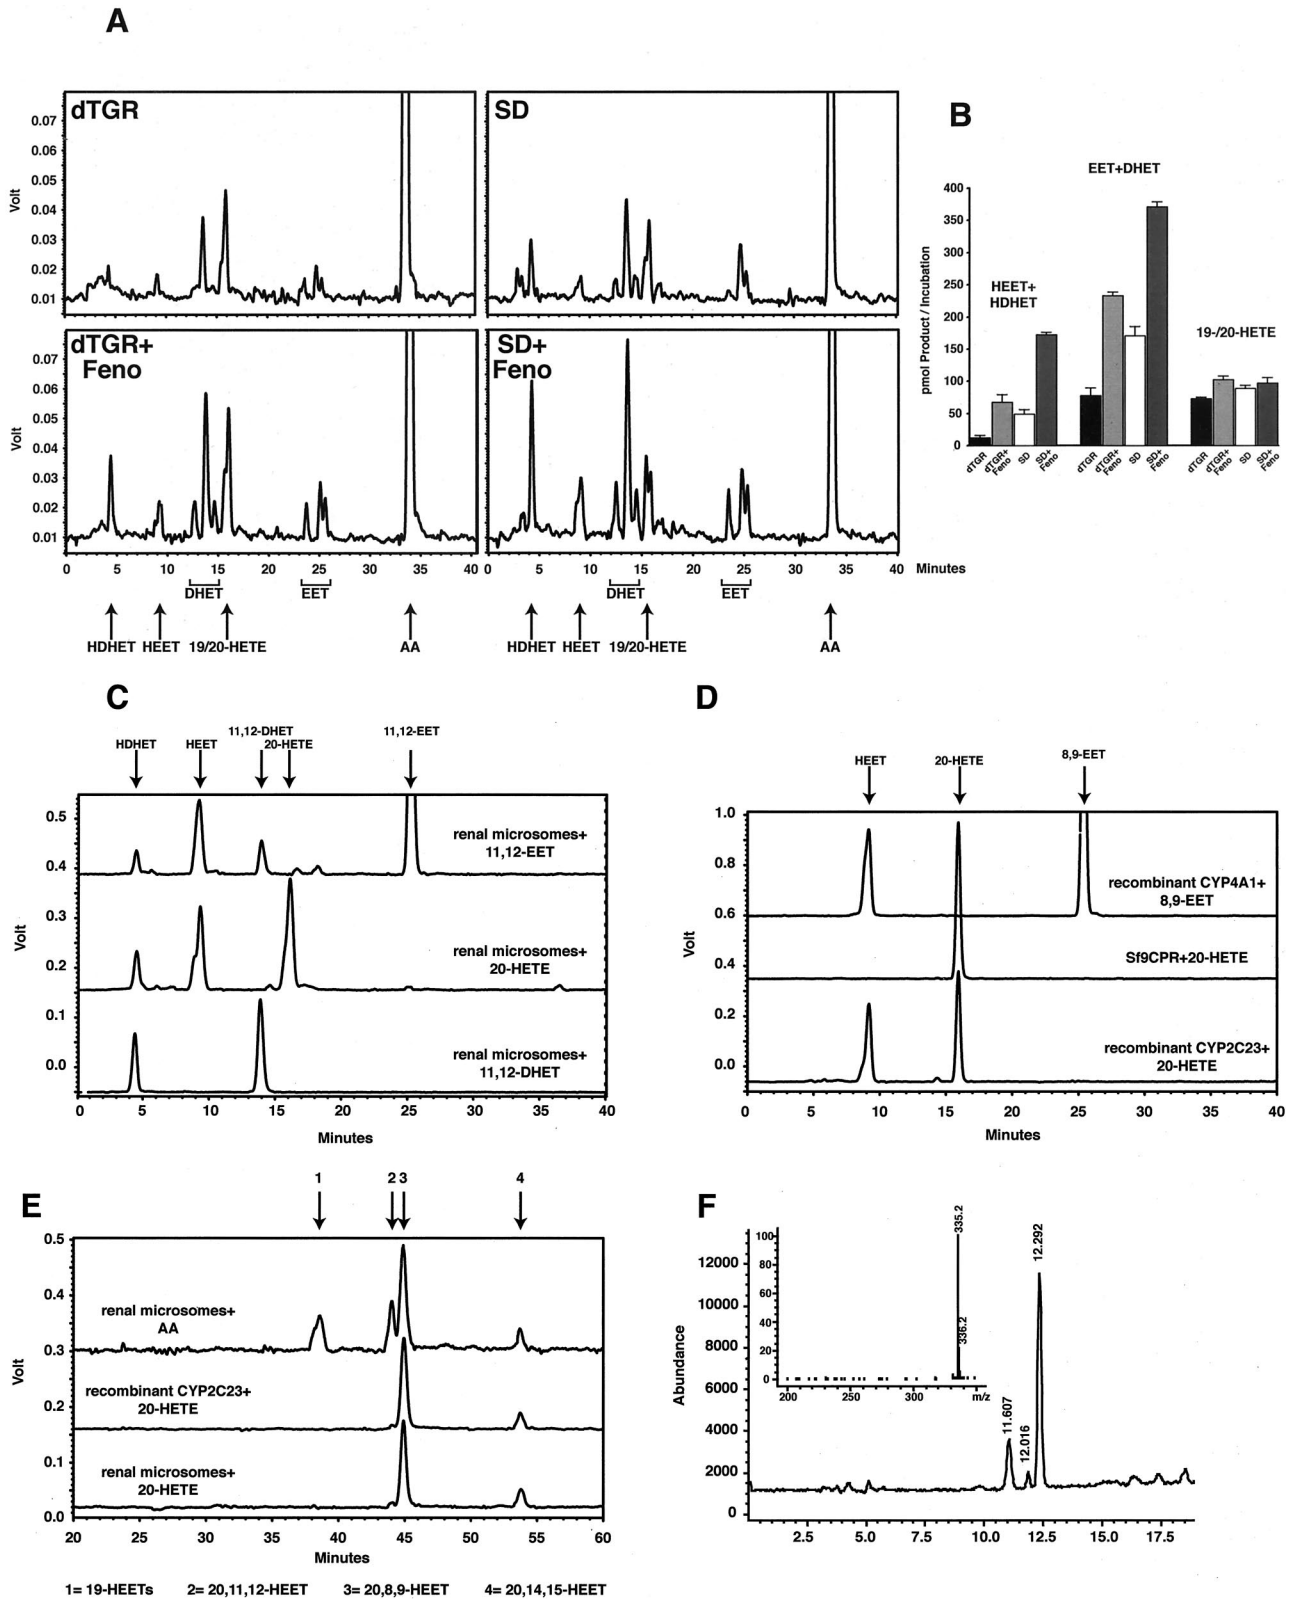 A
dTGR
SD
0.07
0.06
0.05
0.04
0.03
0.02
0.01
Volt
dTGR+
Feno
SD+
Feno
0.07
0.06
0.05
0.04
0.03
0.02
0.01
Volt
0 5 10 15 20 25 30 35 40
0 5 10 15 20 25 30 35 40 Minutes
DHET EET DHET EET
HDHET HEET 19/20-HETE AA HDHET HEET 19/20-HETE AA
B
EET+DHET
HEET+
HDHET
19-/20-HETE
400
350
300
250
200
150
100
50
0
pmol Product / Incubation
dTGR dTGR+ Feno SD SD+ Feno dTGR dTGR+ Feno SD SD+ Feno dTGR dTGR+ Feno SD SD+ Feno
C
HDHET HEET 11,12-DHET 20-HETE 11,12-EET
0.5
0.4
0.3
0.2
0.1
0.0
Volt
renal microsomes+
11,12-EET
renal microsomes+
20-HETE
renal microsomes+
11,12-DHET
0 5 10 15 20 25 30 35 40
Minutes
D
HEET 20-HETE 8,9-EET
1.0
0.8
0.6
0.4
0.2
0.0
Volt
recombinant CYP4A1+
8,9-EET
Sf9CPR+20-HETE
recombinant CYP2C23+
20-HETE
0 5 10 15 20 25 30 35 40
Minutes
E
1 2 3 4
0.5
0.4
0.3
0.2
0.1
0.0
Volt
renal microsomes+
AA
recombinant CYP2C23+
20-HETE
renal microsomes+
20-HETE
20 25 30 35 40 45 50 55 60
Minutes
1= 19-HEETs 2= 20,11,12-HEET 3= 20,8,9-HEET 4= 20,14,15-HEET
F
12000
10000
8000
6000
4000
2000
0
Abundance
100
80
60
40
20
0
200 250 300 m/z
335.2
336.2
11.607
12.016
12.292
2.5 5.0 7.5 10.0 12.5 15.0 17.5